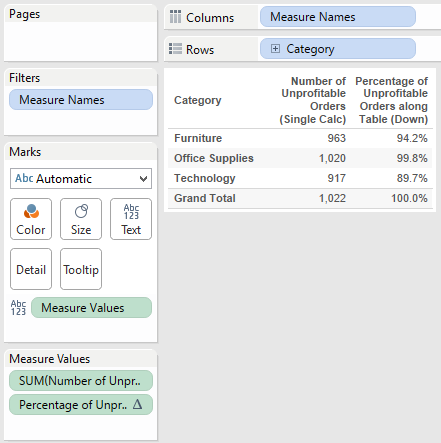 Pages
Columns
Measure Names
Rows
Category
Filters
Measure Names
Marks
Abc Automatic
Color
Size
Abc
123
Text
Detail
Tooltip
Abc
123
Measure Values
Measure Values
SUM(Number of Unpr..
Percentage of Unpr.. Δ
Category
Number of
Unprofitable
Orders
(Single Calc)
Percentage of
Unprofitable
Orders along
Table (Down)
Furniture 963 94.2%
Office Supplies 1,020 99.8%
Technology 917 89.7%
Grand Total 1,022 100.0%